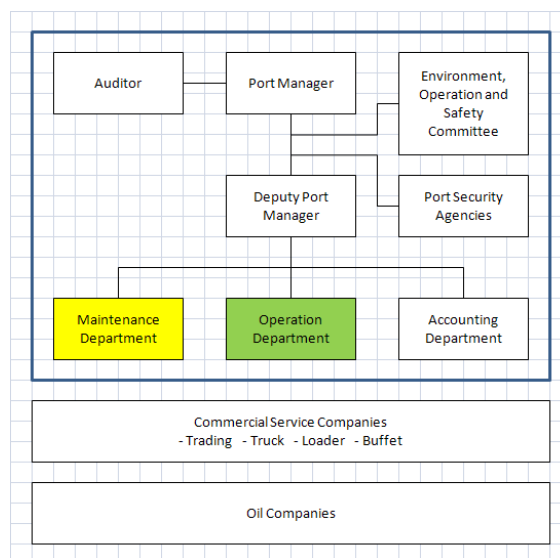 Auditor
Port Manager
Environment,
Operation and
Safety
Committee
Deputy Port
Manager
Port Security
Agencies
Maintenance
Department
Operation
Department
Accounting
Department
Commercial Service Companies
- Trading - Truck - Loader - Buffet
Oil Companies